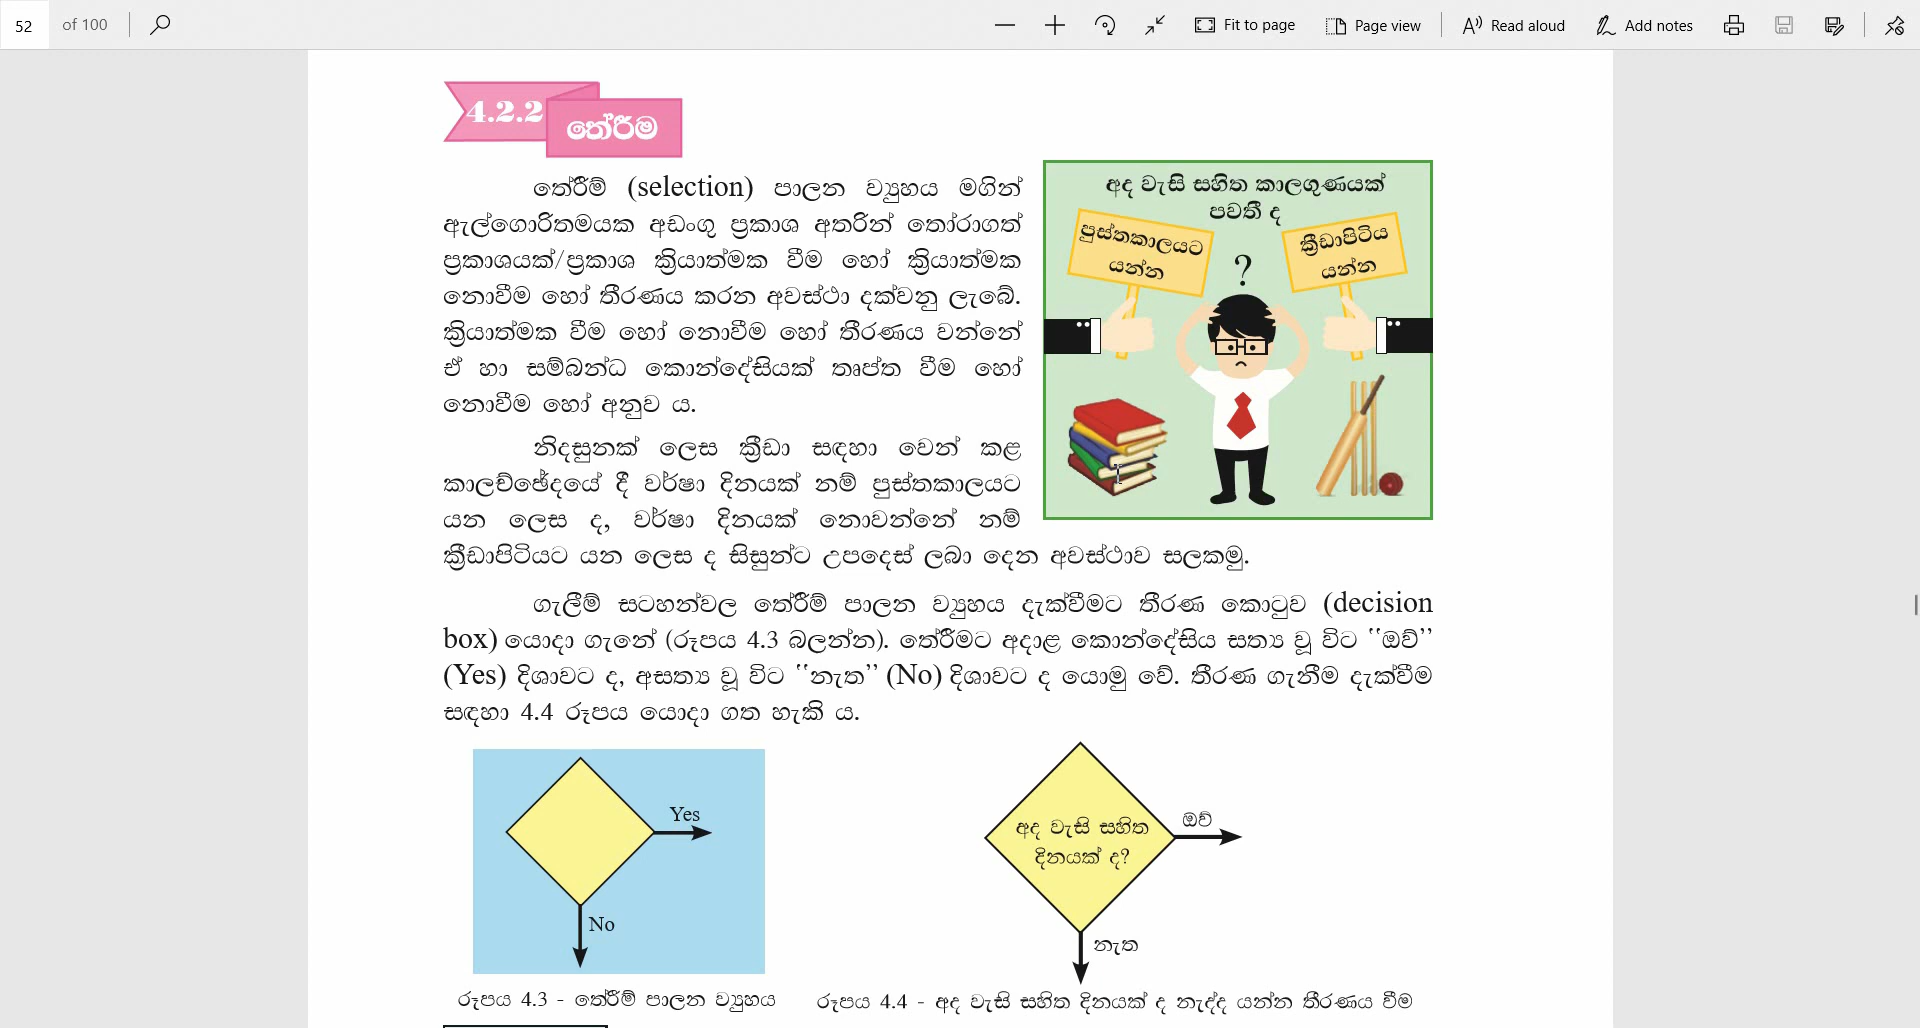 52 of 100 Fit to page Page view Read aloud Add notes
4.2.2 තේරීම
තේරීම් (selection) පාලන ව්‍යුහය මගින්
ඇල්ගොරිතමයක අඩංගු ප්‍රකාශ අතරින් තෝරාගත්
ප්‍රකාශයක්/ප්‍රකාශ ක්‍රියාත්මක වීම හෝ ක්‍රියාත්මක
නොවීම හෝ තීරණය කරන අවස්ථා දක්වනු ලැබේ.
ක්‍රියාත්මක වීම හෝ නොවීම හෝ තීරණය වන්නේ
ඒ හා සම්බන්ධ කොන්දේසියක් තෘප්ත වීම හෝ
නොවීම හෝ අනුව ය.
අද වැසි සහිත කාලගුණයක්
පවතී ද
පුස්තකාලයට
යන්න
?
ක්‍රීඩාපිටිය
යන්න
නිදසුනක් ලෙස ක්‍රීඩා සඳහා වෙන් කළ
කාලච්ඡේදයේ දී වර්ෂා දිනයක් නම් පුස්තකාලයට
යන ලෙස ද, වර්ෂා දිනයක් නොවන්නේ නම්
ක්‍රීඩාපිටියට යන ලෙස ද සිසුන්ට උපදෙස් ලබා දෙන අවස්ථාව සලකමු.
ගැලීම් සටහන්වල තේරීම් පාලන ව්‍යුහය දැක්වීමට තීරණ කොටුව (decision
box) යොදා ගැනේ (රූපය 4.3 බලන්න). තේරීමට අදාළ කොන්දේසිය සත්‍ය වූ විට ‘‘ඔව්’’
(Yes) දිශාවට ද, අසත්‍ය වූ විට ‘‘නැත’’ (No) දිශාවට ද යොමු වේ. තීරණ ගැනීම දැක්වීම
සඳහා 4.4 රූපය යොදා ගත හැකි ය.
Yes
No
රූපය 4.3 - තේරීම් පාලන ව්‍යුහය
අද වැසි සහිත
දිනයක් ද?
ඔව්
නැත
රූපය 4.4 - අද වැසි සහිත දිනයක් ද නැද්ද යන්න තීරණය වීම